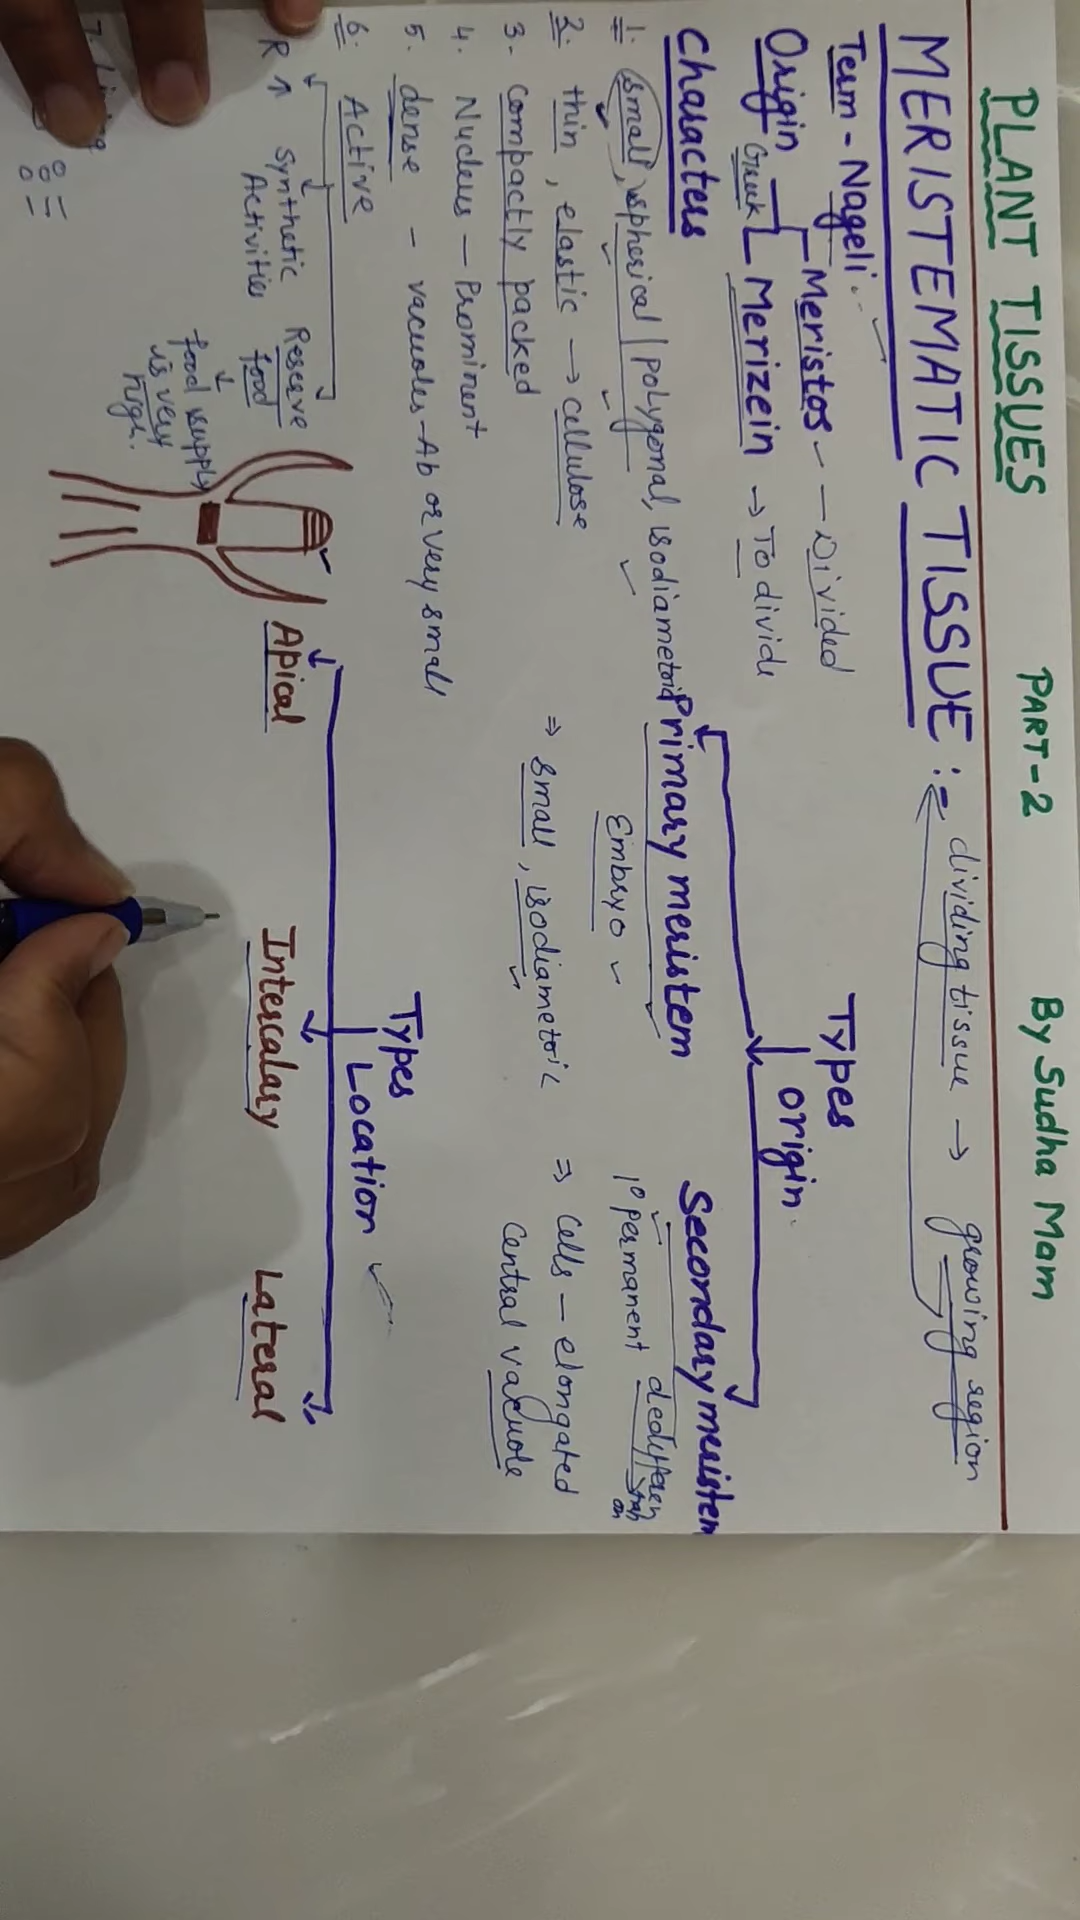 PLANT TISSUES PART-2 By Sudha Mam
MERISTEMATIC TISSUE :- dividing tissue → growing region
Term - Nageli.
Origin Meristos - Divided
Greek Merizein → To divide
Characters
1. small, spherical / polygonal, isodiametric
2. thin, elastic → cellulose
3. compactly packed
4. Nucleus - Prominent
5. dense - vacuoles - Ab or very small
6. Active
R ↑ Synthetic Activities
Reserve food
food supply is very high.
7.
Types
origin.
Primary meristem
Embryo
⇒ small, isodiametric
Secondary meristem
1° permanent dedifferentiation
⇒ cells - elongated
Central vacuole
Types
Location
Apical
Intercalary
Lateral